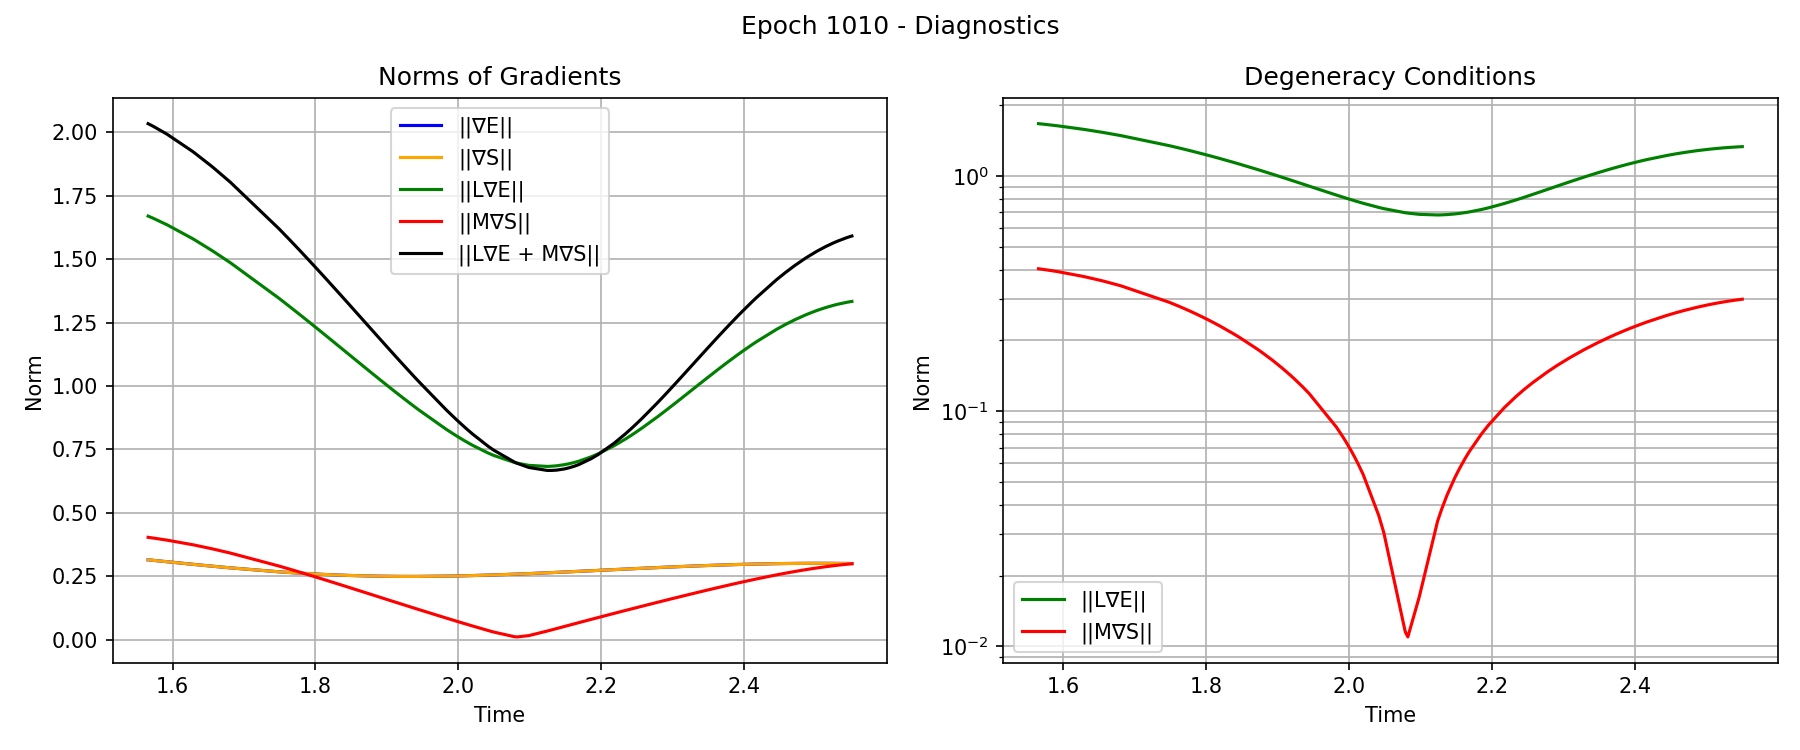 Epoch 1010 - Diagnostics
Norms of Gradients
Norm
2.00
1.75
1.50
1.25
1.00
0.75
0.50
0.25
0.00
||∇E||
||∇S||
||L∇E||
||M∇S||
||L∇E + M∇S||
1.6 1.8 2.0 2.2 2.4
Time
Degeneracy Conditions
Norm
10⁰
10⁻¹
10⁻²
||L∇E||
||M∇S||
1.6 1.8 2.0 2.2 2.4
Time